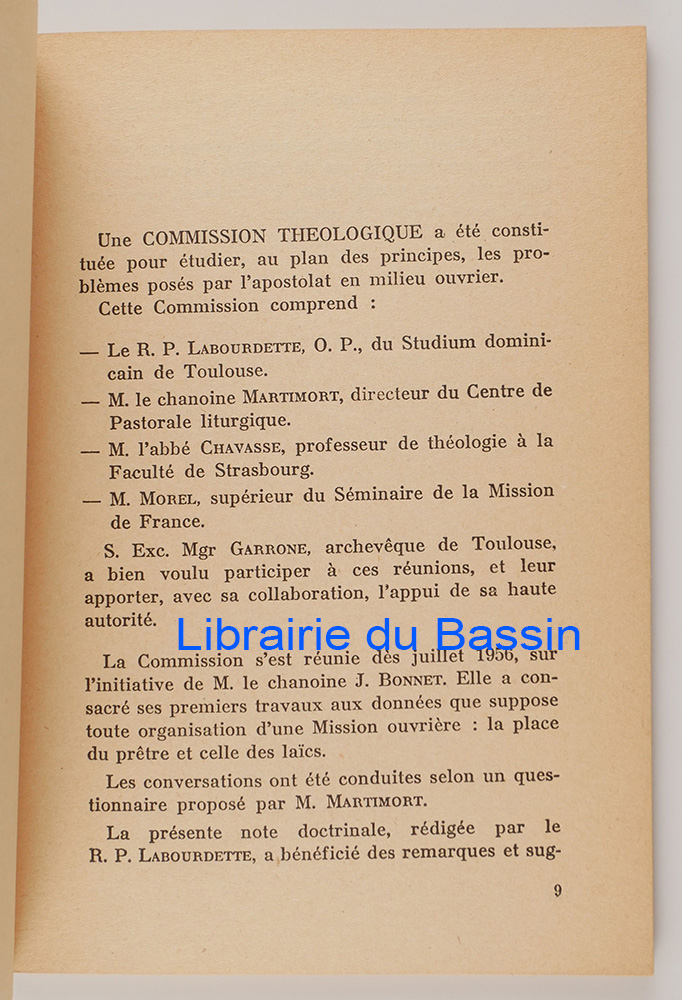 Une COMMISSION THEOLOGIQUE a été consti-
tuée pour étudier, au plan des principes, les pro-
blèmes posés par l'apostolat en milieu ouvrier.
Cette Commission comprend :
— Le R. P. LABOURDETTE, O. P., du Studium domini-
cain de Toulouse.
— M. le chanoine MARTIMORT, directeur du Centre de
Pastorale liturgique.
— M. l'abbé CHAVASSE, professeur de théologie à la
Faculté de Strasbourg.
— M. MOREL, supérieur du Séminaire de la Mission
de France.
S. Exc. Mgr GARRONE, archevêque de Toulouse,
a bien voulu participer à ces réunions, et leur
apporter, avec sa collaboration, l'appui de sa haute
autorité.
Librairie du Bassin
La Commission s'est réunie dès juillet 1956, sur
l'initiative de M. le chanoine J. BONNET. Elle a con-
sacré ses premiers travaux aux données que suppose
toute organisation d'une Mission ouvrière : la place
du prêtre et celle des laïcs.
Les conversations ont été conduites selon un ques-
tionnaire proposé par M. MARTIMORT.
La présente note doctrinale, rédigée par le
R. P. LABOURDETTE, a bénéficié des remarques et sug-
9